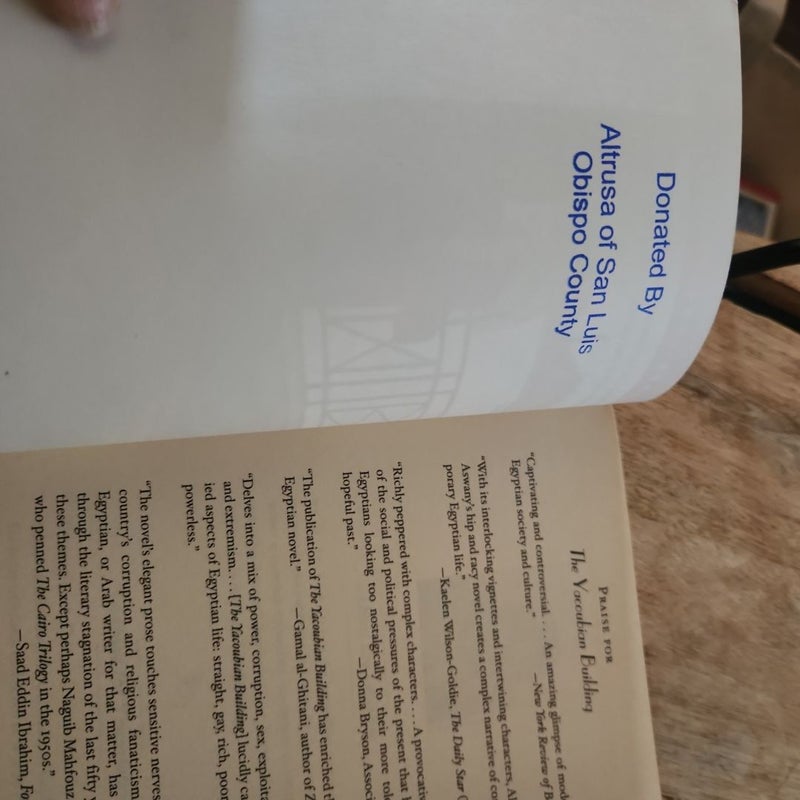 Donated By
Altrusa of San Luis
Obispo County
PRAISE FOR
The Yacoubian Building
"Captivating and controversial. . . . An amazing glimpse of mod
Egyptian society and culture."
—New York Review of B
"With its interlocking vignettes and intertwining characters, Al
Aswany's hip and racy novel creates a complex narrative of co
porary Egyptian life."
—Kaelen Wilson-Goldie, The Daily Star (
"Richly peppered with complex characters. . . . A provocativ
of the social and political pressures of the present that h
Egyptians looking too nostalgically to their more tole
hopeful past."
—Donna Bryson, Associ
"The publication of The Yacoubian Building has enriched t
Egyptian novel."
—Gamal al-Ghitani, author of Z
"Delves into a mix of power, corruption, sex, exploita
and extremism. . . . [The Yacoubian Building] lucidly ca
ied aspects of Egyptian life: straight, gay, rich, poor
powerless."
"The novel's elegant prose touches sensitive nerves
country's corruption and religious fanaticism
Egyptian, or Arab writer for that matter, has
through the literary stagnation of the last fifty y
these themes. Except perhaps Naguib Mahfouz
who penned The Cairo Trilogy in the 1950s."
—Saad Eddin Ibrahim, Fo